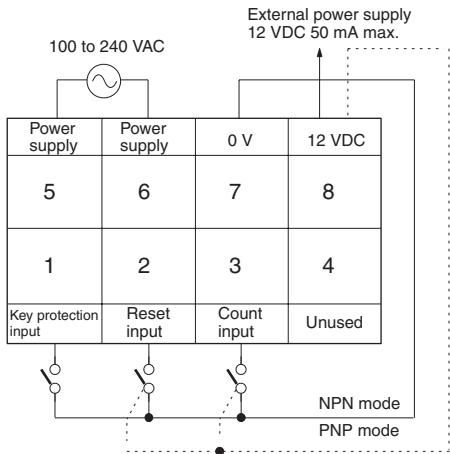 External power supply
12 VDC 50 mA max.
100 to 240 VAC
Power supply
Power supply
0 V
12 VDC
5
6
7
8
1
2
3
4
Key protection input
Reset input
Count input
Unused
NPN mode
PNP mode